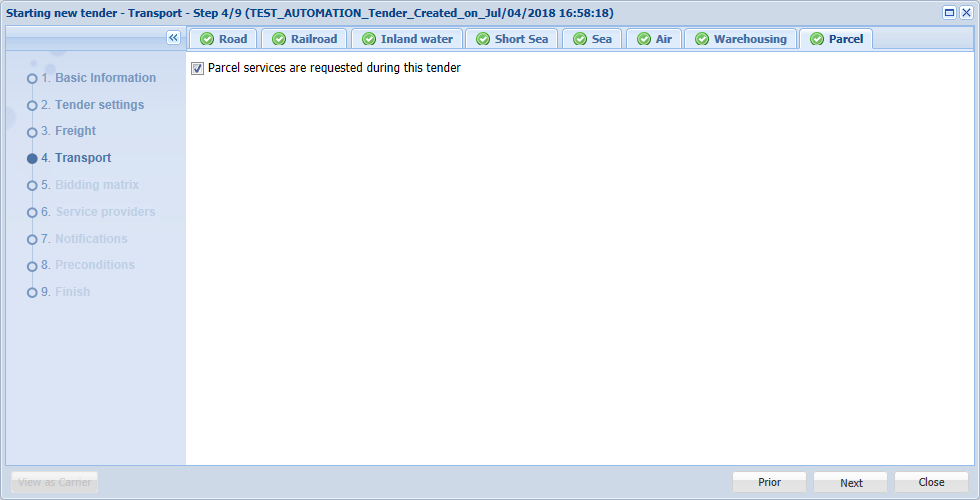 Starting new tender - Transport - Step 4/9 (TEST_AUTOMATION_Tender_Created_on_Jul/04/2018 16:58:18)
Road Railroad Inland water Short Sea Sea Air Warehousing Parcel
Parcel services are requested during this tender
1. Basic Information
2. Tender settings
3. Freight
4. Transport
5. Bidding matrix
6. Service providers
7. Notifications
8. Preconditions
9. Finish
View as Carrier Prior Next Close